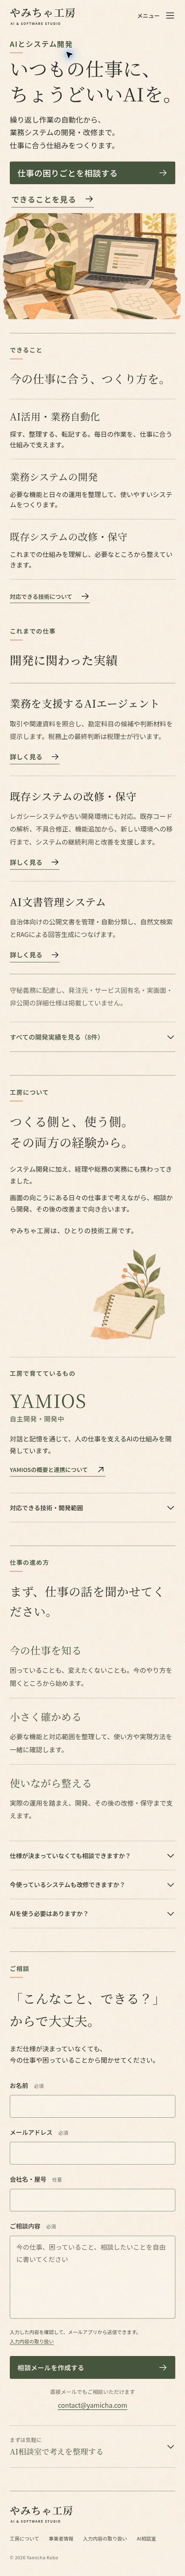 やみちゃ工房
AI & SOFTWARE STUDIO
メニュー
AIとシステム開発
いつもの仕事に、
ちょうどいいAIを。
繰り返し作業の自動化から、
業務システムの開発・改修まで。
仕事に合う仕組みをつくります。
仕事の困りごとを相談する
できることを見る
できること
今の仕事に合う、つくり方を。
AI活用・業務自動化
探す、整理する、転記する。毎日の作業を、仕事に合う
仕組みで支えます。
業務システムの開発
必要な機能と日々の運用を整理して、使いやすいシステ
ムをつくります。
既存システムの改修・保守
これまでの仕組みを理解し、必要なところから整えてい
きます。
対応できる技術について
これまでの仕事
開発に関わった実績
業務を支援するAIエージェント
取引や関連資料を照合し、勘定科目の候補や判断材料を
提示します。税務上の最終判断は税理士が行います。
詳しく見る
既存システムの改修・保守
レガシーシステムや古い開発環境にも対応。既存コード
の解析、不具合修正、機能追加から、新しい環境への移
行まで、システムの継続利用と改善を支援します。
詳しく見る
AI文書管理システム
自治体向けの公開文書を管理・自動分類し、自然文検索
とRAGによる回答生成につなげます。
詳しく見る
守秘義務に配慮し、発注元・サービス固有名・実画面・
非公開の詳細仕様は掲載していません。
すべての開発実績を見る（8件）
工房について
つくる側と、使う側。
その両方の経験から。
システム開発に加え、経理や総務の実務にも携わってき
ました。
画面の向こうにある日々の仕事まで考えながら、相談か
ら開発、その後の改善まで向き合います。
やみちゃ工房は、ひとりの技術工房です。
工房で育てているもの
YAMIOS
自主開発・開発中
対話と記憶を通じて、人の仕事を支えるAIの仕組みを開
発しています。
YAMIOSの概要と連携について
対応できる技術・開発範囲
仕事の進め方
まず、仕事の話を聞かせてく
ださい。
今の仕事を知る
困っていることも、変えたくないことも。今のやり方を
聞くところから始めます。
小さく確かめる
必要な機能と対応範囲を整理して、使い方や実現方法を
一緒に確認します。
使いながら整える
実際の運用を踏まえ、開発、その後の改修・保守まで支
えます。
仕様が決まっていなくても相談できますか？
今使っているシステムも改修できますか？
AIを使う必要はありますか？
ご相談
「こんなこと、できる？」
からで大丈夫。
まだ仕様が決まっていなくても、
今の仕事や困っていることから聞かせてください。
お名前 必須
メールアドレス 必須
会社名・屋号 任意
ご相談内容 必須
今の仕事、困っていること、相談したいことを自由
に書いてください
入力した内容を確認して、メールアプリから送信できます。
入力内容の取り扱い
相談メールを作成する
直接メールでもご相談いただけます
contact@yamicha.com
まずは気軽に
AI相談室で考えを整理する
やみちゃ工房
AI & SOFTWARE STUDIO
工房について 事業者情報 入力内容の取り扱い AI相談室
© 2026 Yamicha Kobo